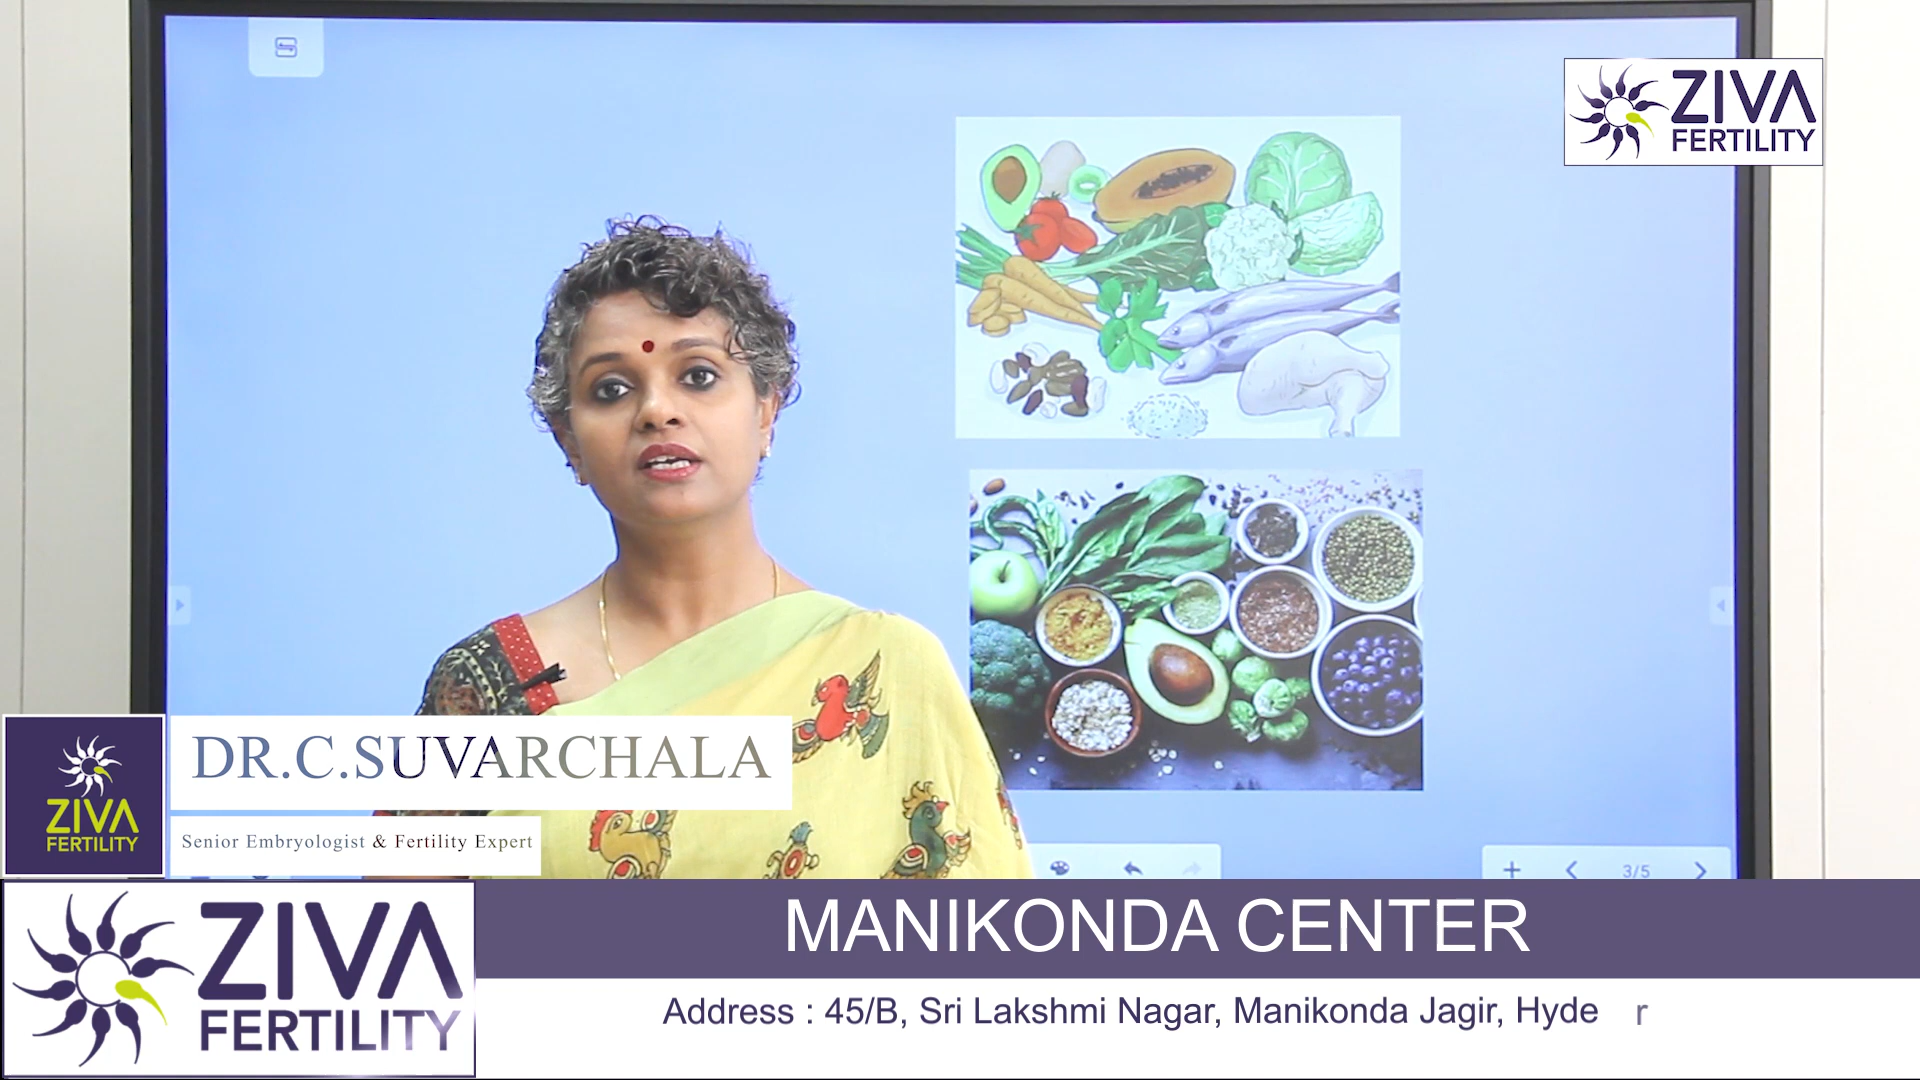 ZIVA
FERTILITY
DR.C.SUVARCHALA
ZIVA
FERTILITY
Senior Embryologist & Fertility Expert
3/5
ZIVA
FERTILITY
MANIKONDA CENTER
Address : 45/B, Sri Lakshmi Nagar, Manikonda Jagir, Hyde r